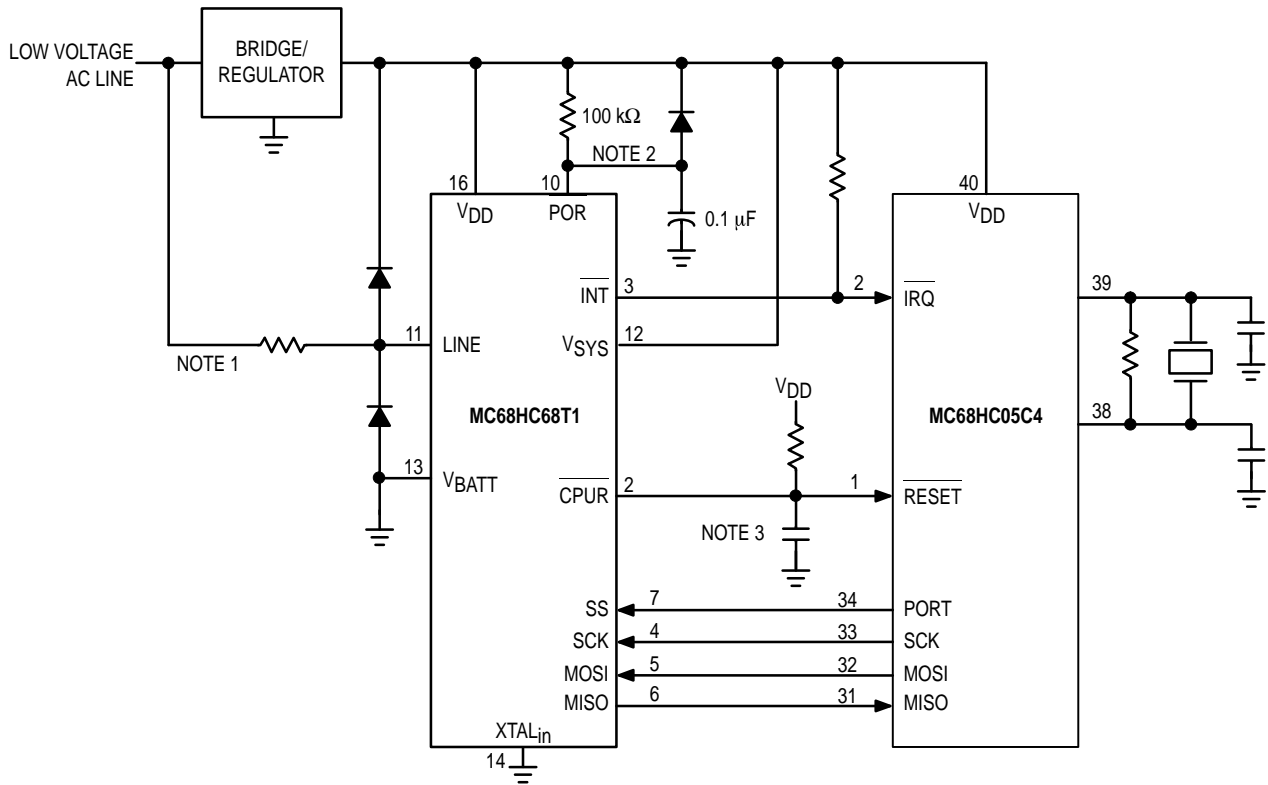 LOW VOLTAGE
AC LINE
BRIDGE/
REGULATOR
100 kΩ
NOTE 2
16
10
40
VDD
POR
0.1 µF
VDD
INT
3
2
IRQ
39
11
LINE
12
VSYS
NOTE 1
VDD
MC68HC68T1
MC68HC05C4
38
13
VBATT
CPUR
2
1
RESET
NOTE 3
SS
7
34
PORT
SCK
4
33
SCK
MOSI
5
32
MOSI
MISO
6
31
MISO
XTALin
14